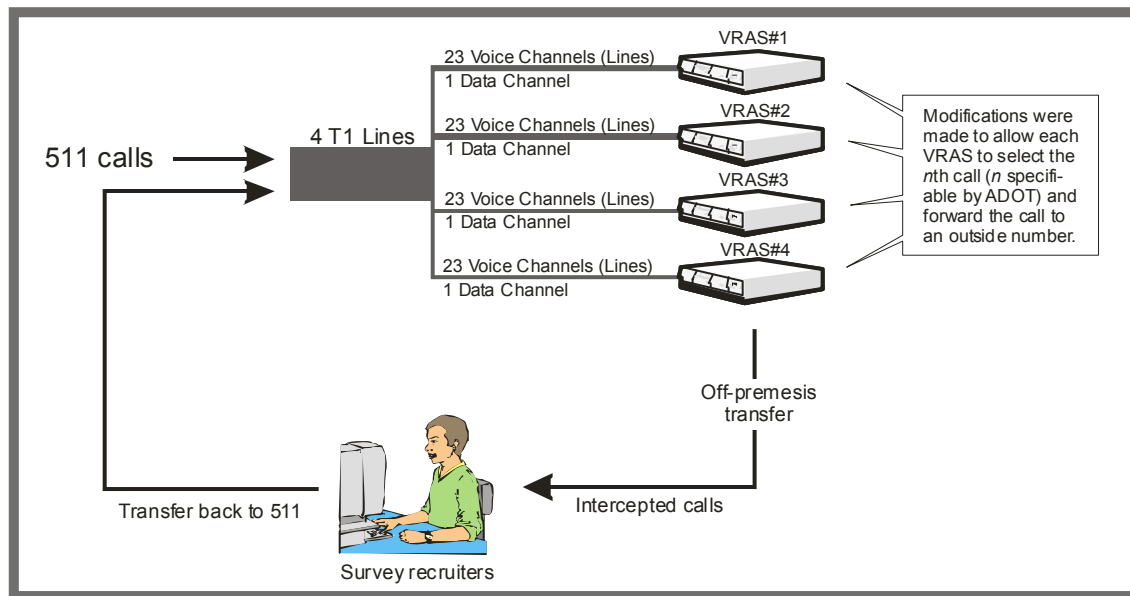 511 calls
4 T1 Lines
23 Voice Channels (Lines)
1 Data Channel
VRAS#1
23 Voice Channels (Lines)
1 Data Channel
VRAS#2
23 Voice Channels (Lines)
1 Data Channel
VRAS#3
23 Voice Channels (Lines)
1 Data Channel
VRAS#4
Modifications were
made to allow each
VRAS to select the
nth call (n specifi-
able by ADOT) and
forward the call to
an outside number.
Off-premesis
transfer
Intercepted calls
Transfer back to 511
Survey recruiters